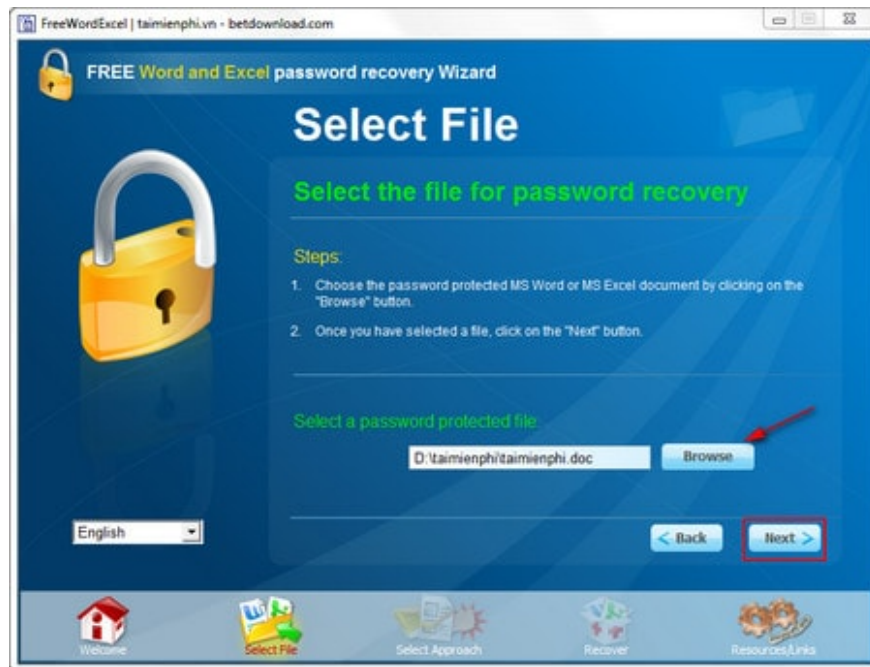 FreeWordExcel | taimienphi.vn - betdownload.com
FREE Word and Excel password recovery Wizard
Select File
Select the file for password recovery
Steps:
1. Choose the password protected MS Word or MS Excel document by clicking on the
"Browse" button.
2. Once you have selected a file, click on the "Next" button.
Select a password protected file:
D:\taimienphi\taimienphi.doc Browse
English
< Back Next >
Welcome Select File Select Approach Recover Resources/Links